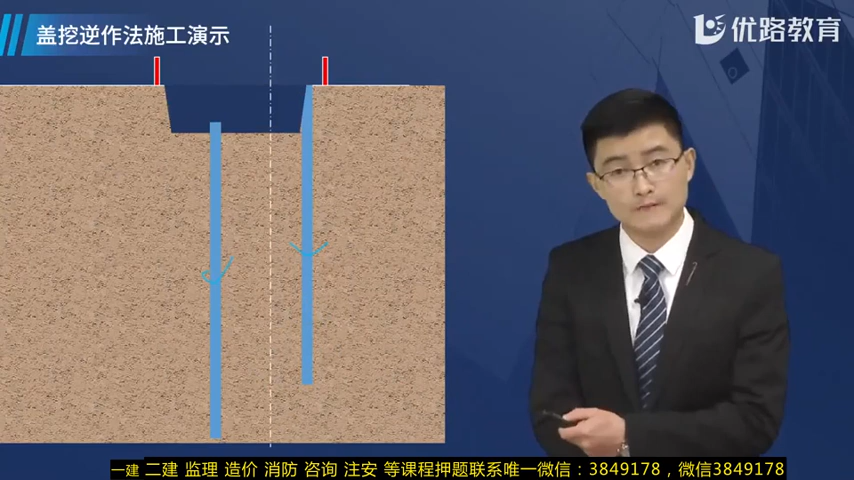 盖挖逆作法施工演示
优路教育
一建 二建 监理 造价 消防 咨询 注安 等课程押题联系唯一微信：3849178，微信3849178